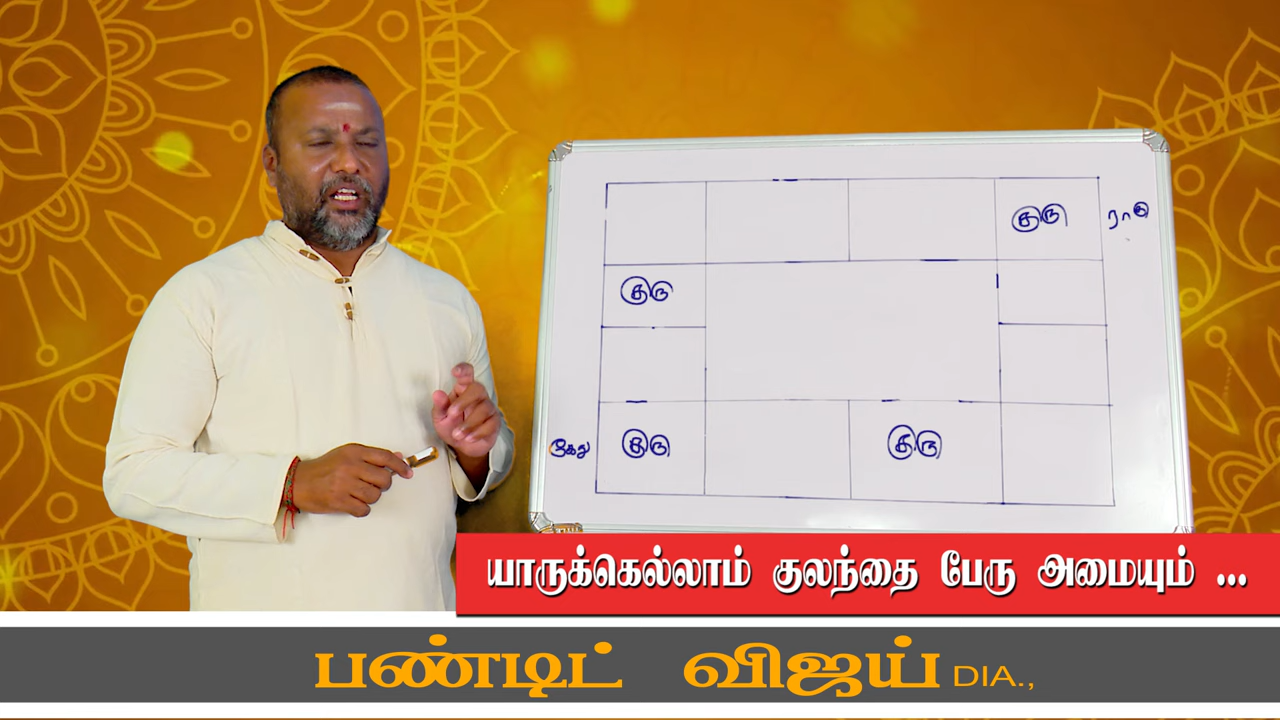 குரு ராகு
குரு
கேது குரு குரு
யாருக்கெல்லாம் குலந்தை பேரு அமையும் ...
பண்டிட் விஜய் DIA.,